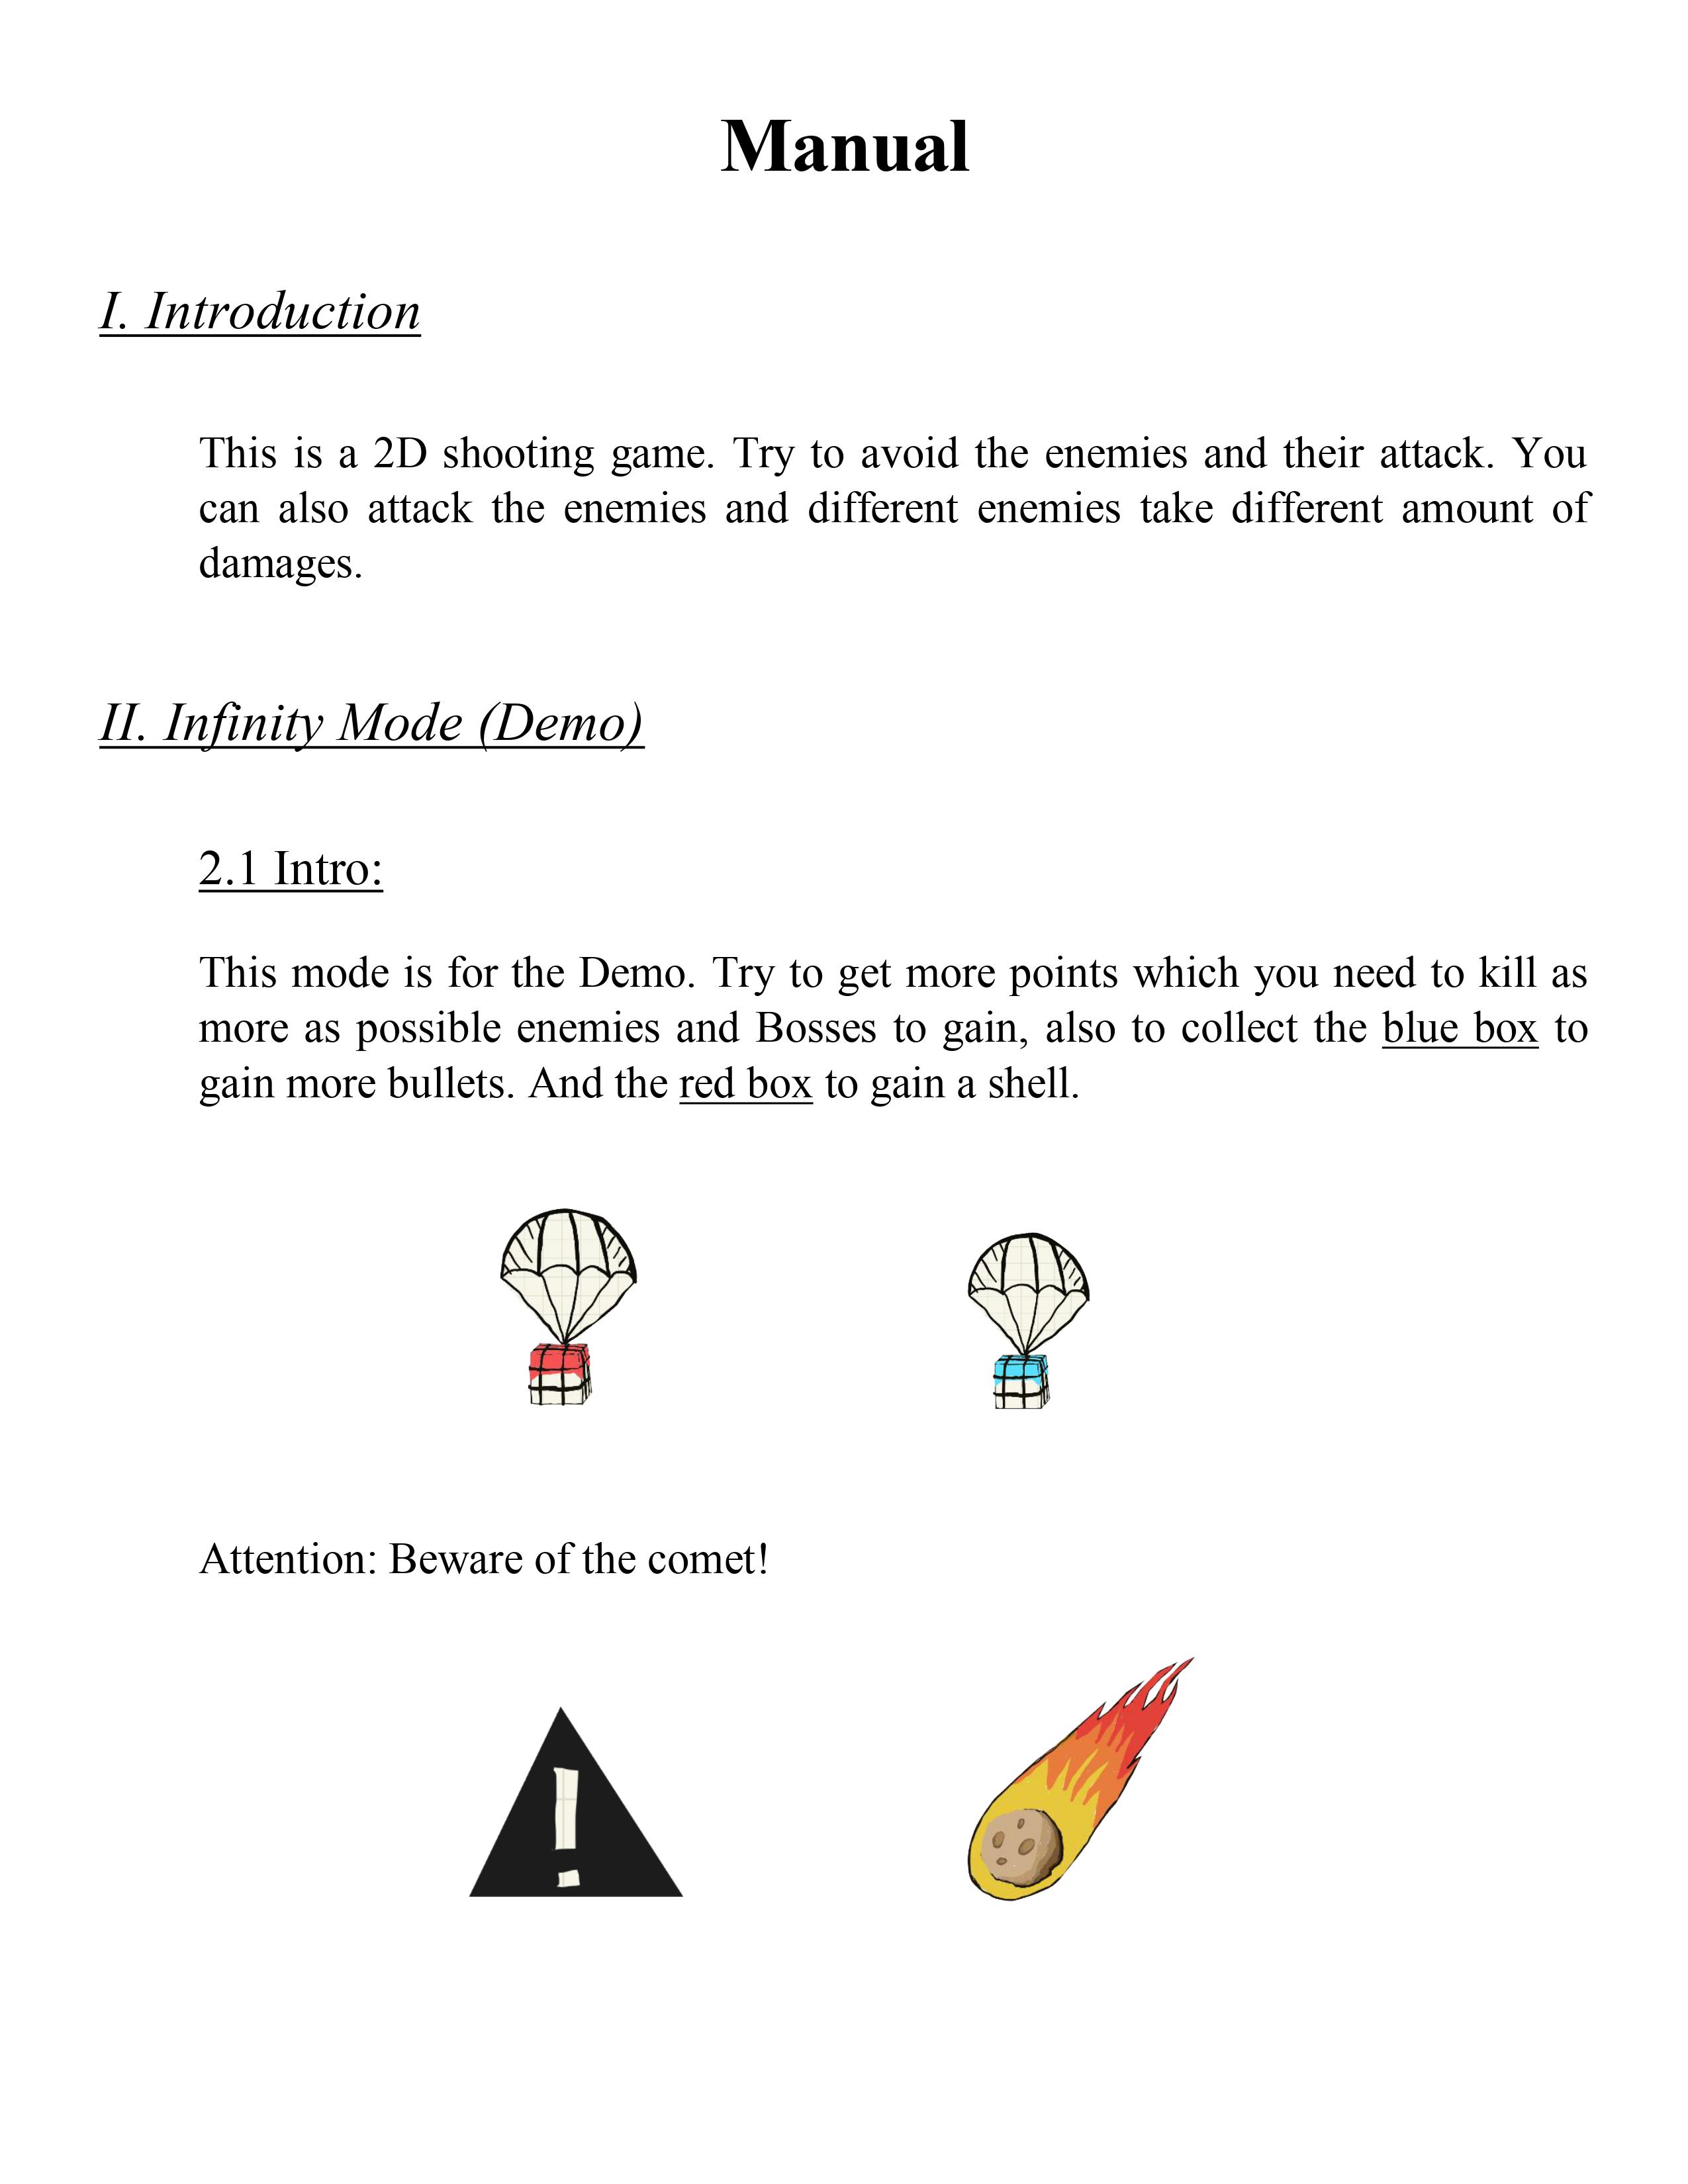 Manual
I. Introduction
This is a 2D shooting game. Try to avoid the enemies and their attack. You
can also attack the enemies and different enemies take different amount of
damages.
II. Infinity Mode (Demo)
2.1 Intro:
This mode is for the Demo. Try to get more points which you need to kill as
more as possible enemies and Bosses to gain, also to collect the blue box to
gain more bullets. And the red box to gain a shell.
Attention: Beware of the comet!
!